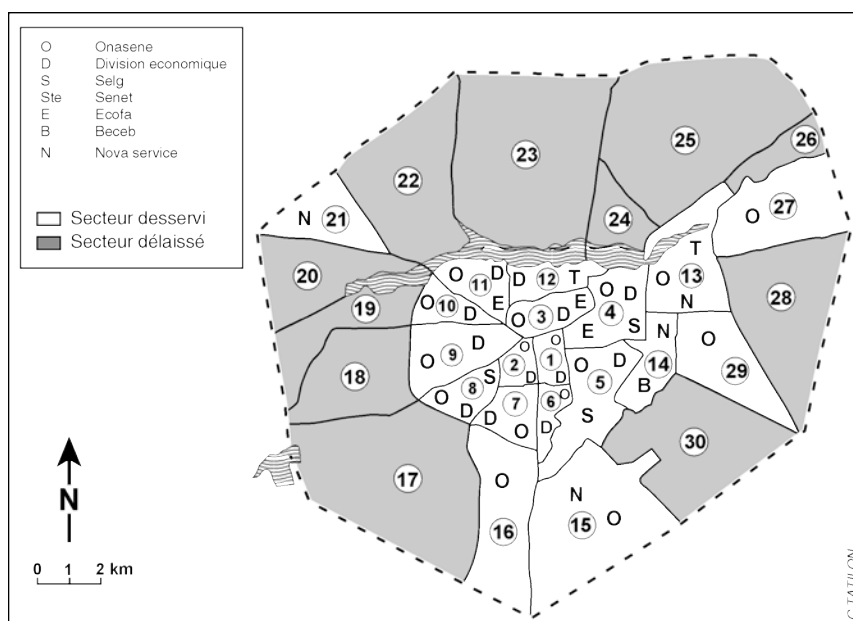 O Onasene
D Division economique
S Selg
Ste Senet
E Ecofa
B Beceb
N Nova service
Secteur desservi
Secteur délaissé
25
26
23
22
24
27
O
N 21
T
20
O D
11
D 12 T
O 13
E
O D
N
28
19
O 10 D
E
O 3 D
4
E S
N
O
9 D
O
O
O
29
18
2
1
O D
14
S
D
D
5
B
8
O
7
6 O
D
D
O
D
S
30
17
O
N
16
15 O
N
0 1 2 km
C.TATILON